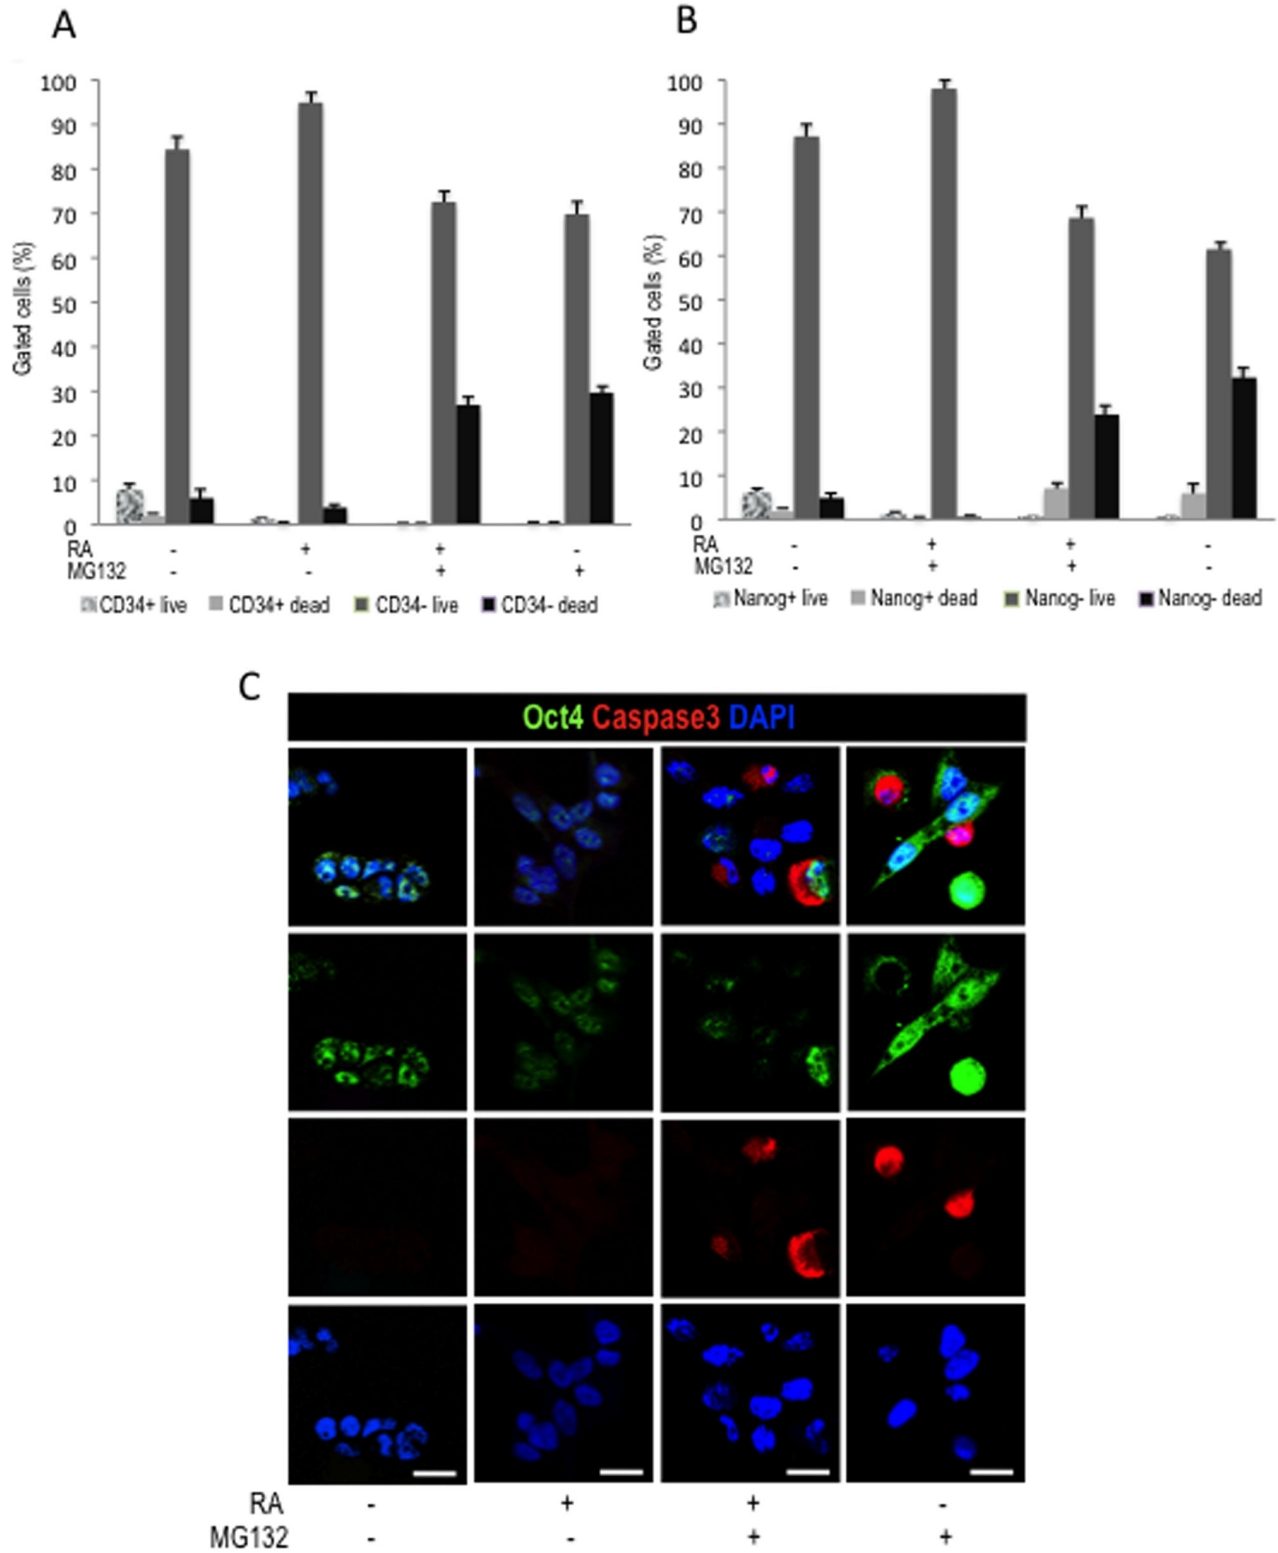 A
B
Gated cells (%)
100
90
80
70
60
50
40
30
20
10
0
RA - + + -
MG132 - - + +
CD34+ live CD34+ dead CD34- live CD34- dead
Gated cells (%)
100
90
80
70
60
50
40
30
20
10
0
RA - + + -
MG132 - + + -
Nanog+ live Nanog+ dead Nanog- live Nanog- dead
C
Oct4 Caspase3 DAPI
RA - + + -
MG132 - - + +